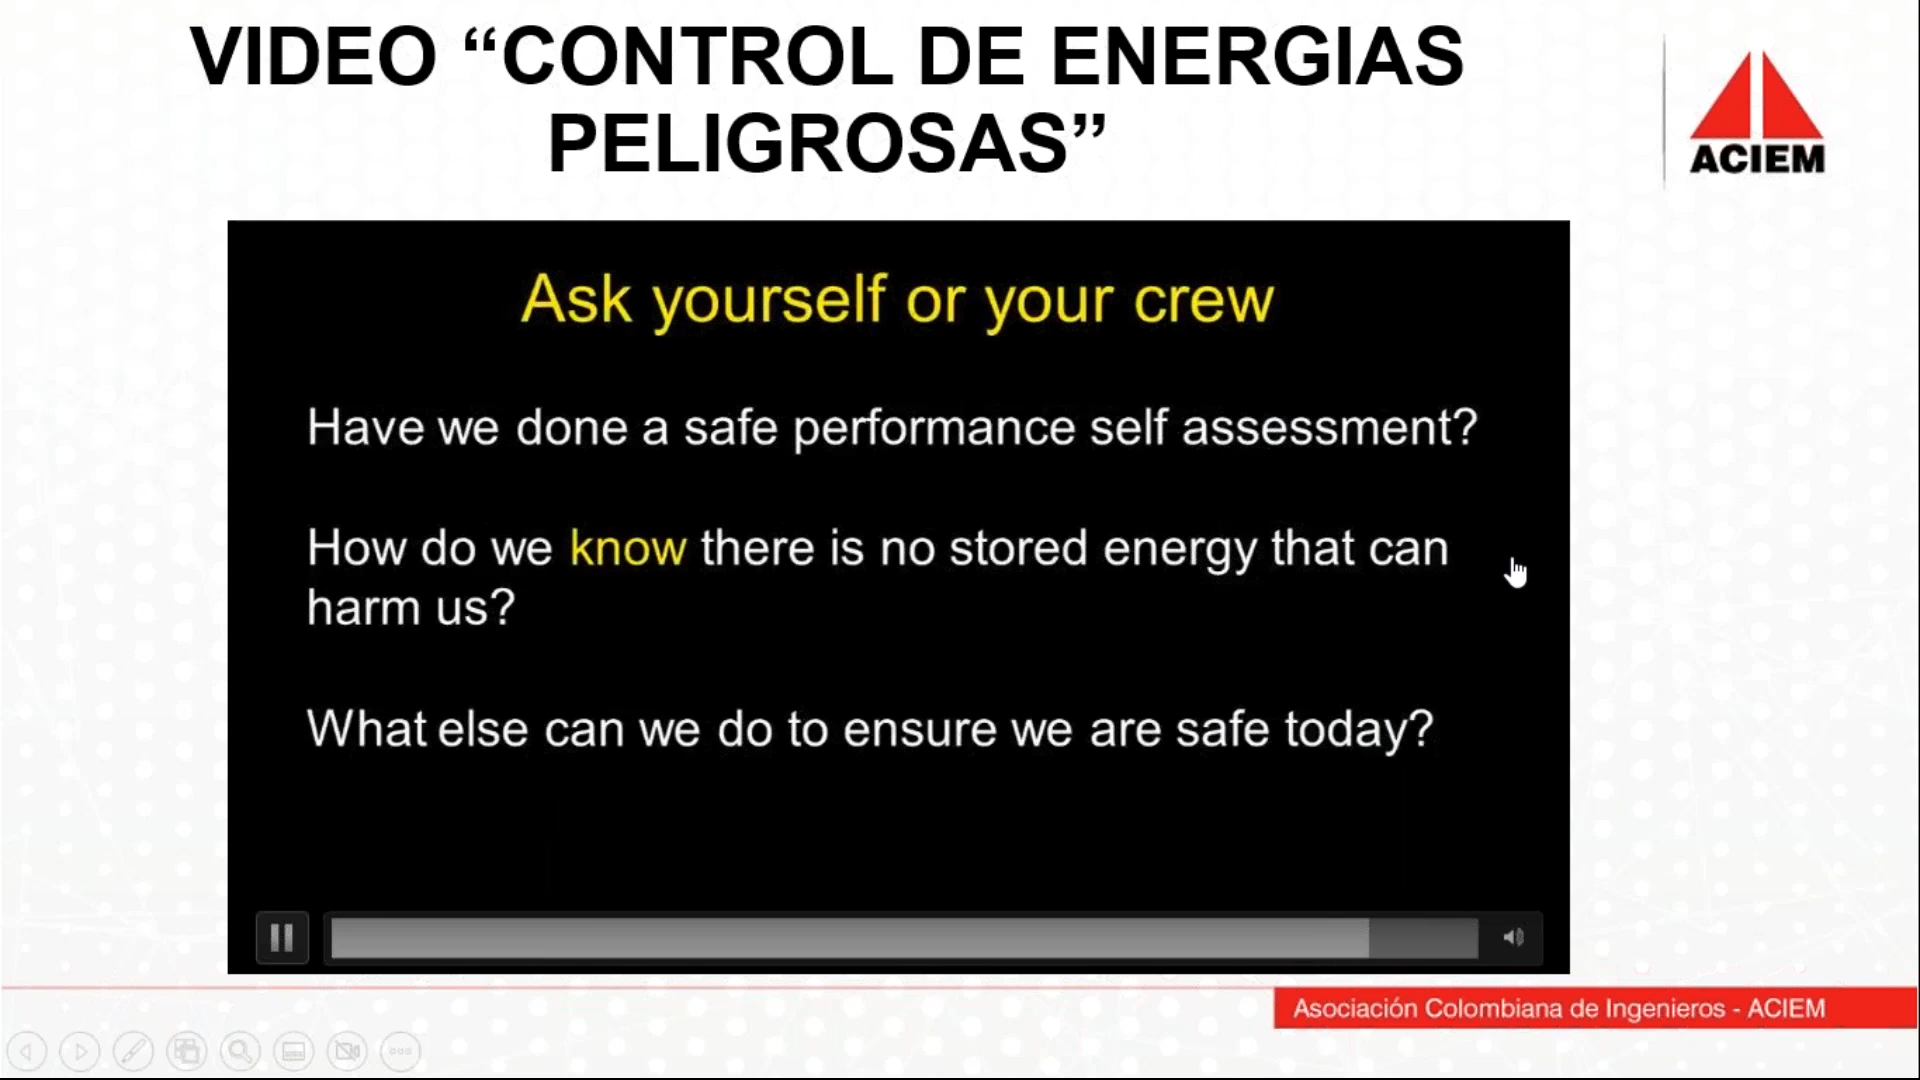 VIDEO “CONTROL DE ENERGIAS
PELIGROSAS”
ACIEM
Ask yourself or your crew
Have we done a safe performance self assessment?
How do we know there is no stored energy that can
harm us?
What else can we do to ensure we are safe today?
Asociación Colombiana de Ingenieros - ACIEM